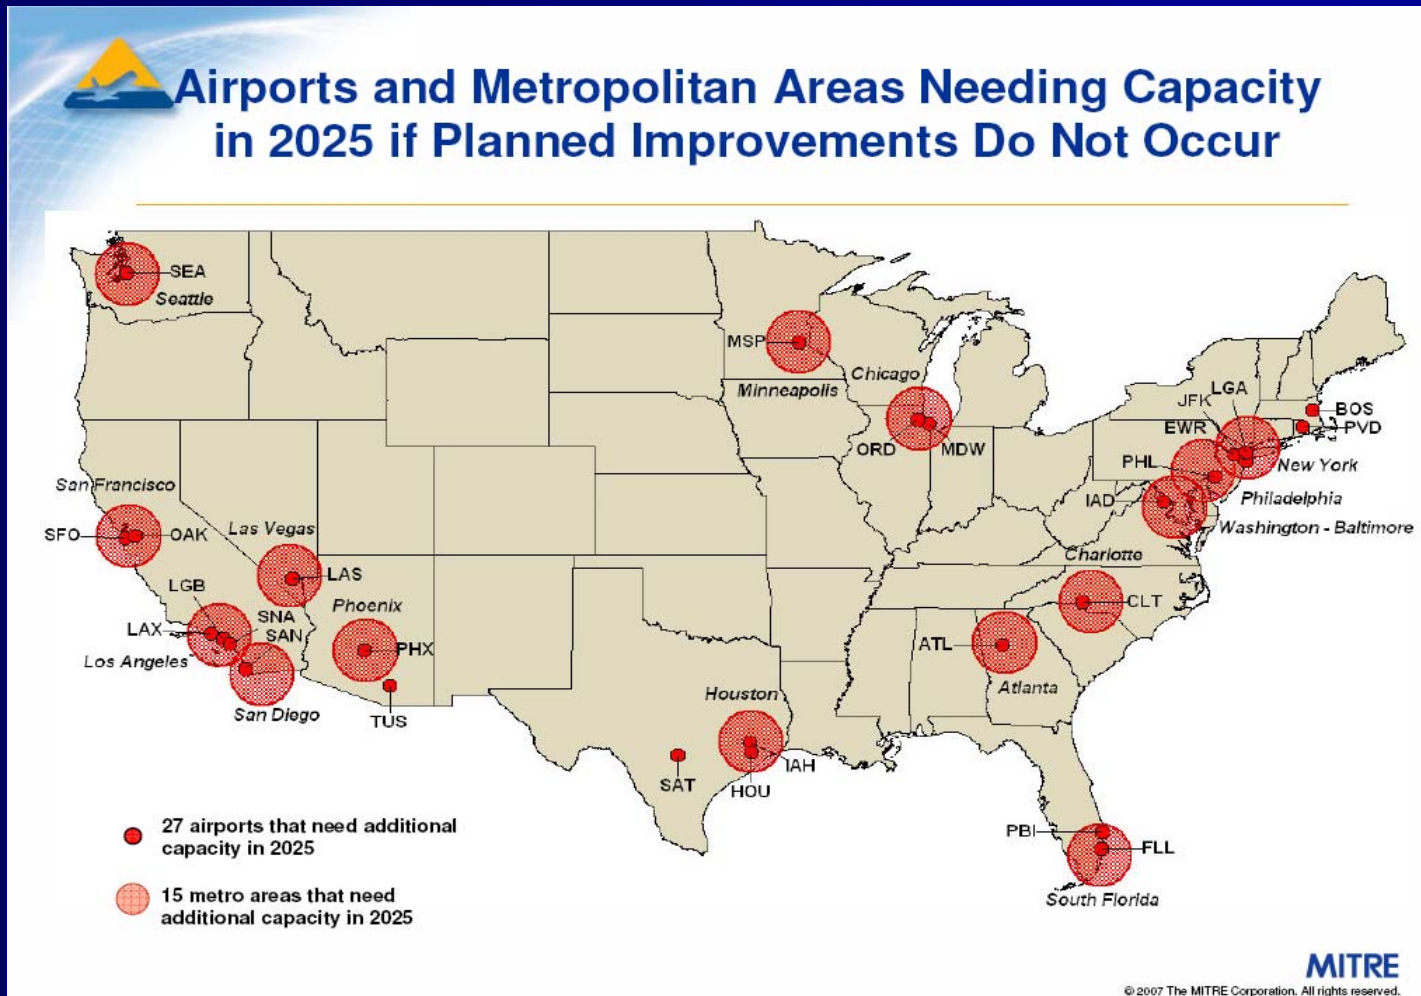 Airports and Metropolitan Areas Needing Capacity
in 2025 if Planned Improvements Do Not Occur
SEA
Seattle
MSP
Minneapolis
Chicago
ORD
MDW
LGA
JFK
EWR
BOS
PVD
PHL
New York
IAD
Philadelphia
Washington - Baltimore
San Francisco
SFO
OAK
Las Vegas
LAS
LGB
SNA
SAN
LAX
Los Angeles
San Diego
Phoenix
PHX
TUS
Charlotte
CLT
ATL
Atlanta
Houston
IAH
HOU
SAT
PBI
FLL
South Florida
27 airports that need additional
capacity in 2025
15 metro areas that need
additional capacity in 2025
MITRE
© 2007 The MITRE Corporation. All rights reserved.